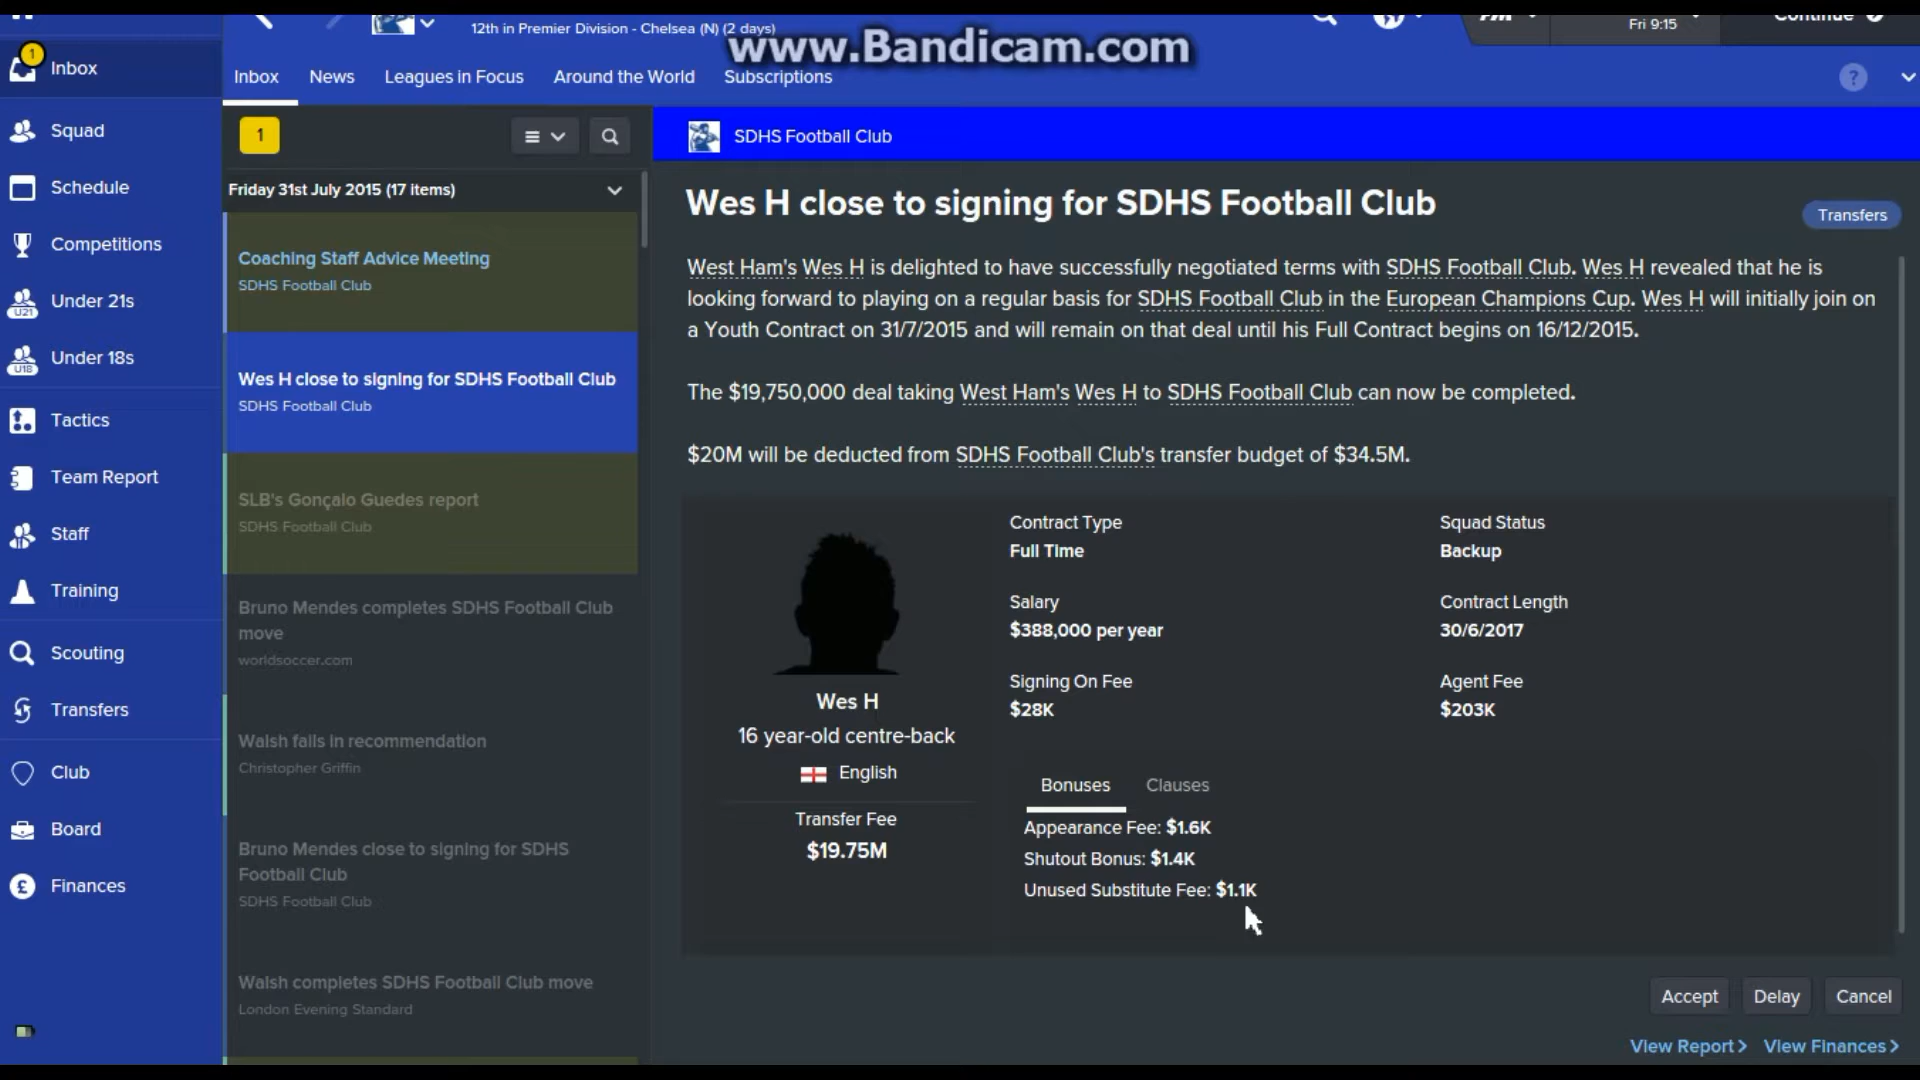 12th in Premier Division - Chelsea (N) (2 days)
www.Bandicam.com
Fri 9:15
Continue
1
Inbox
Inbox
News
Leagues in Focus
Around the World
Subscriptions
?
Squad
Schedule
Competitions
U21
Under 21s
U18
Under 18s
Tactics
Team Report
Staff
Training
Scouting
Transfers
Club
Board
£
Finances
1
Friday 31st July 2015 (17 items)
Coaching Staff Advice Meeting
SDHS Football Club
Wes H close to signing for SDHS Football Club
SDHS Football Club
SLB's Gonçalo Guedes report
SDHS Football Club
Bruno Mendes completes SDHS Football Club
move
worldsoccer.com
Walsh falls in recommendation
Christopher Griffin
Bruno Mendes close to signing for SDHS
Football Club
SDHS Football Club
Walsh completes SDHS Football Club move
London Evening Standard
SDHS Football Club
Wes H close to signing for SDHS Football Club
Transfers
West Ham's Wes H is delighted to have successfully negotiated terms with SDHS Football Club. Wes H revealed that he is
looking forward to playing on a regular basis for SDHS Football Club in the European Champions Cup. Wes H will initially join on
a Youth Contract on 31/7/2015 and will remain on that deal until his Full Contract begins on 16/12/2015.
The $19,750,000 deal taking West Ham's Wes H to SDHS Football Club can now be completed.
$20M will be deducted from SDHS Football Club's transfer budget of $34.5M.
Wes H
16 year-old centre-back
English
Transfer Fee
$19.75M
Contract Type
Full Time
Squad Status
Backup
Salary
$388,000 per year
Contract Length
30/6/2017
Signing On Fee
$28K
Agent Fee
$203K
Bonuses
Clauses
Appearance Fee: $1.6K
Shutout Bonus: $1.4K
Unused Substitute Fee: $1.1K
Accept
Delay
Cancel
View Report>
View Finances>